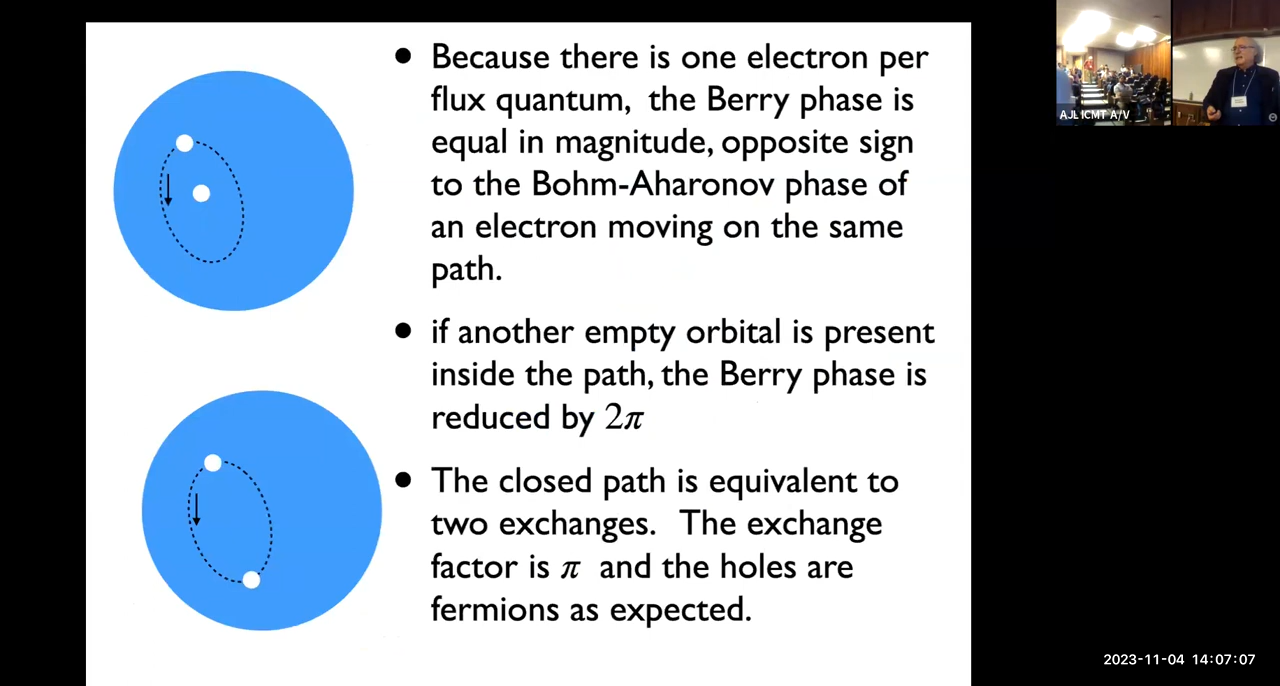 • Because there is one electron per
flux quantum, the Berry phase is
equal in magnitude, opposite sign
to the Bohm-Aharonov phase of
an electron moving on the same
path.
• if another empty orbital is present
inside the path, the Berry phase is
reduced by 2π
• The closed path is equivalent to
two exchanges. The exchange
factor is π and the holes are
fermions as expected.
AJL ICMT A/V
2023-11-04 14:07:07